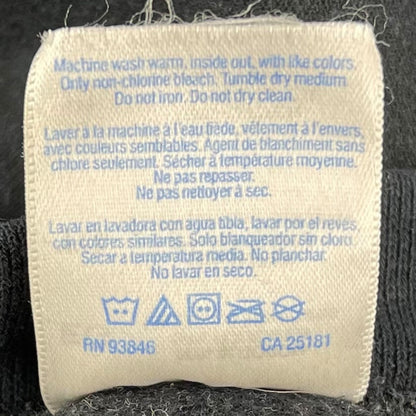 Machine wash warm, inside out, with like colors.
Only non-chlorine bleach. Tumble dry medium.
Do not iron. Do not dry clean.
Laver à la machine à l'eau tiède, vêtement à l'envers,
avec couleurs semblables. Agent de blanchiment sans
chlore seulement. Sécher à température moyenne.
Ne pas repasser.
Ne pas nettoyer à sec.
Lavar en lavadora con agua tibia, lavar por el reves,
con colores similares. Solo blanqueador sin cloro.
Secar a temperatura media. No planchar.
No lavar en seco.
RN 93846 CA 25181